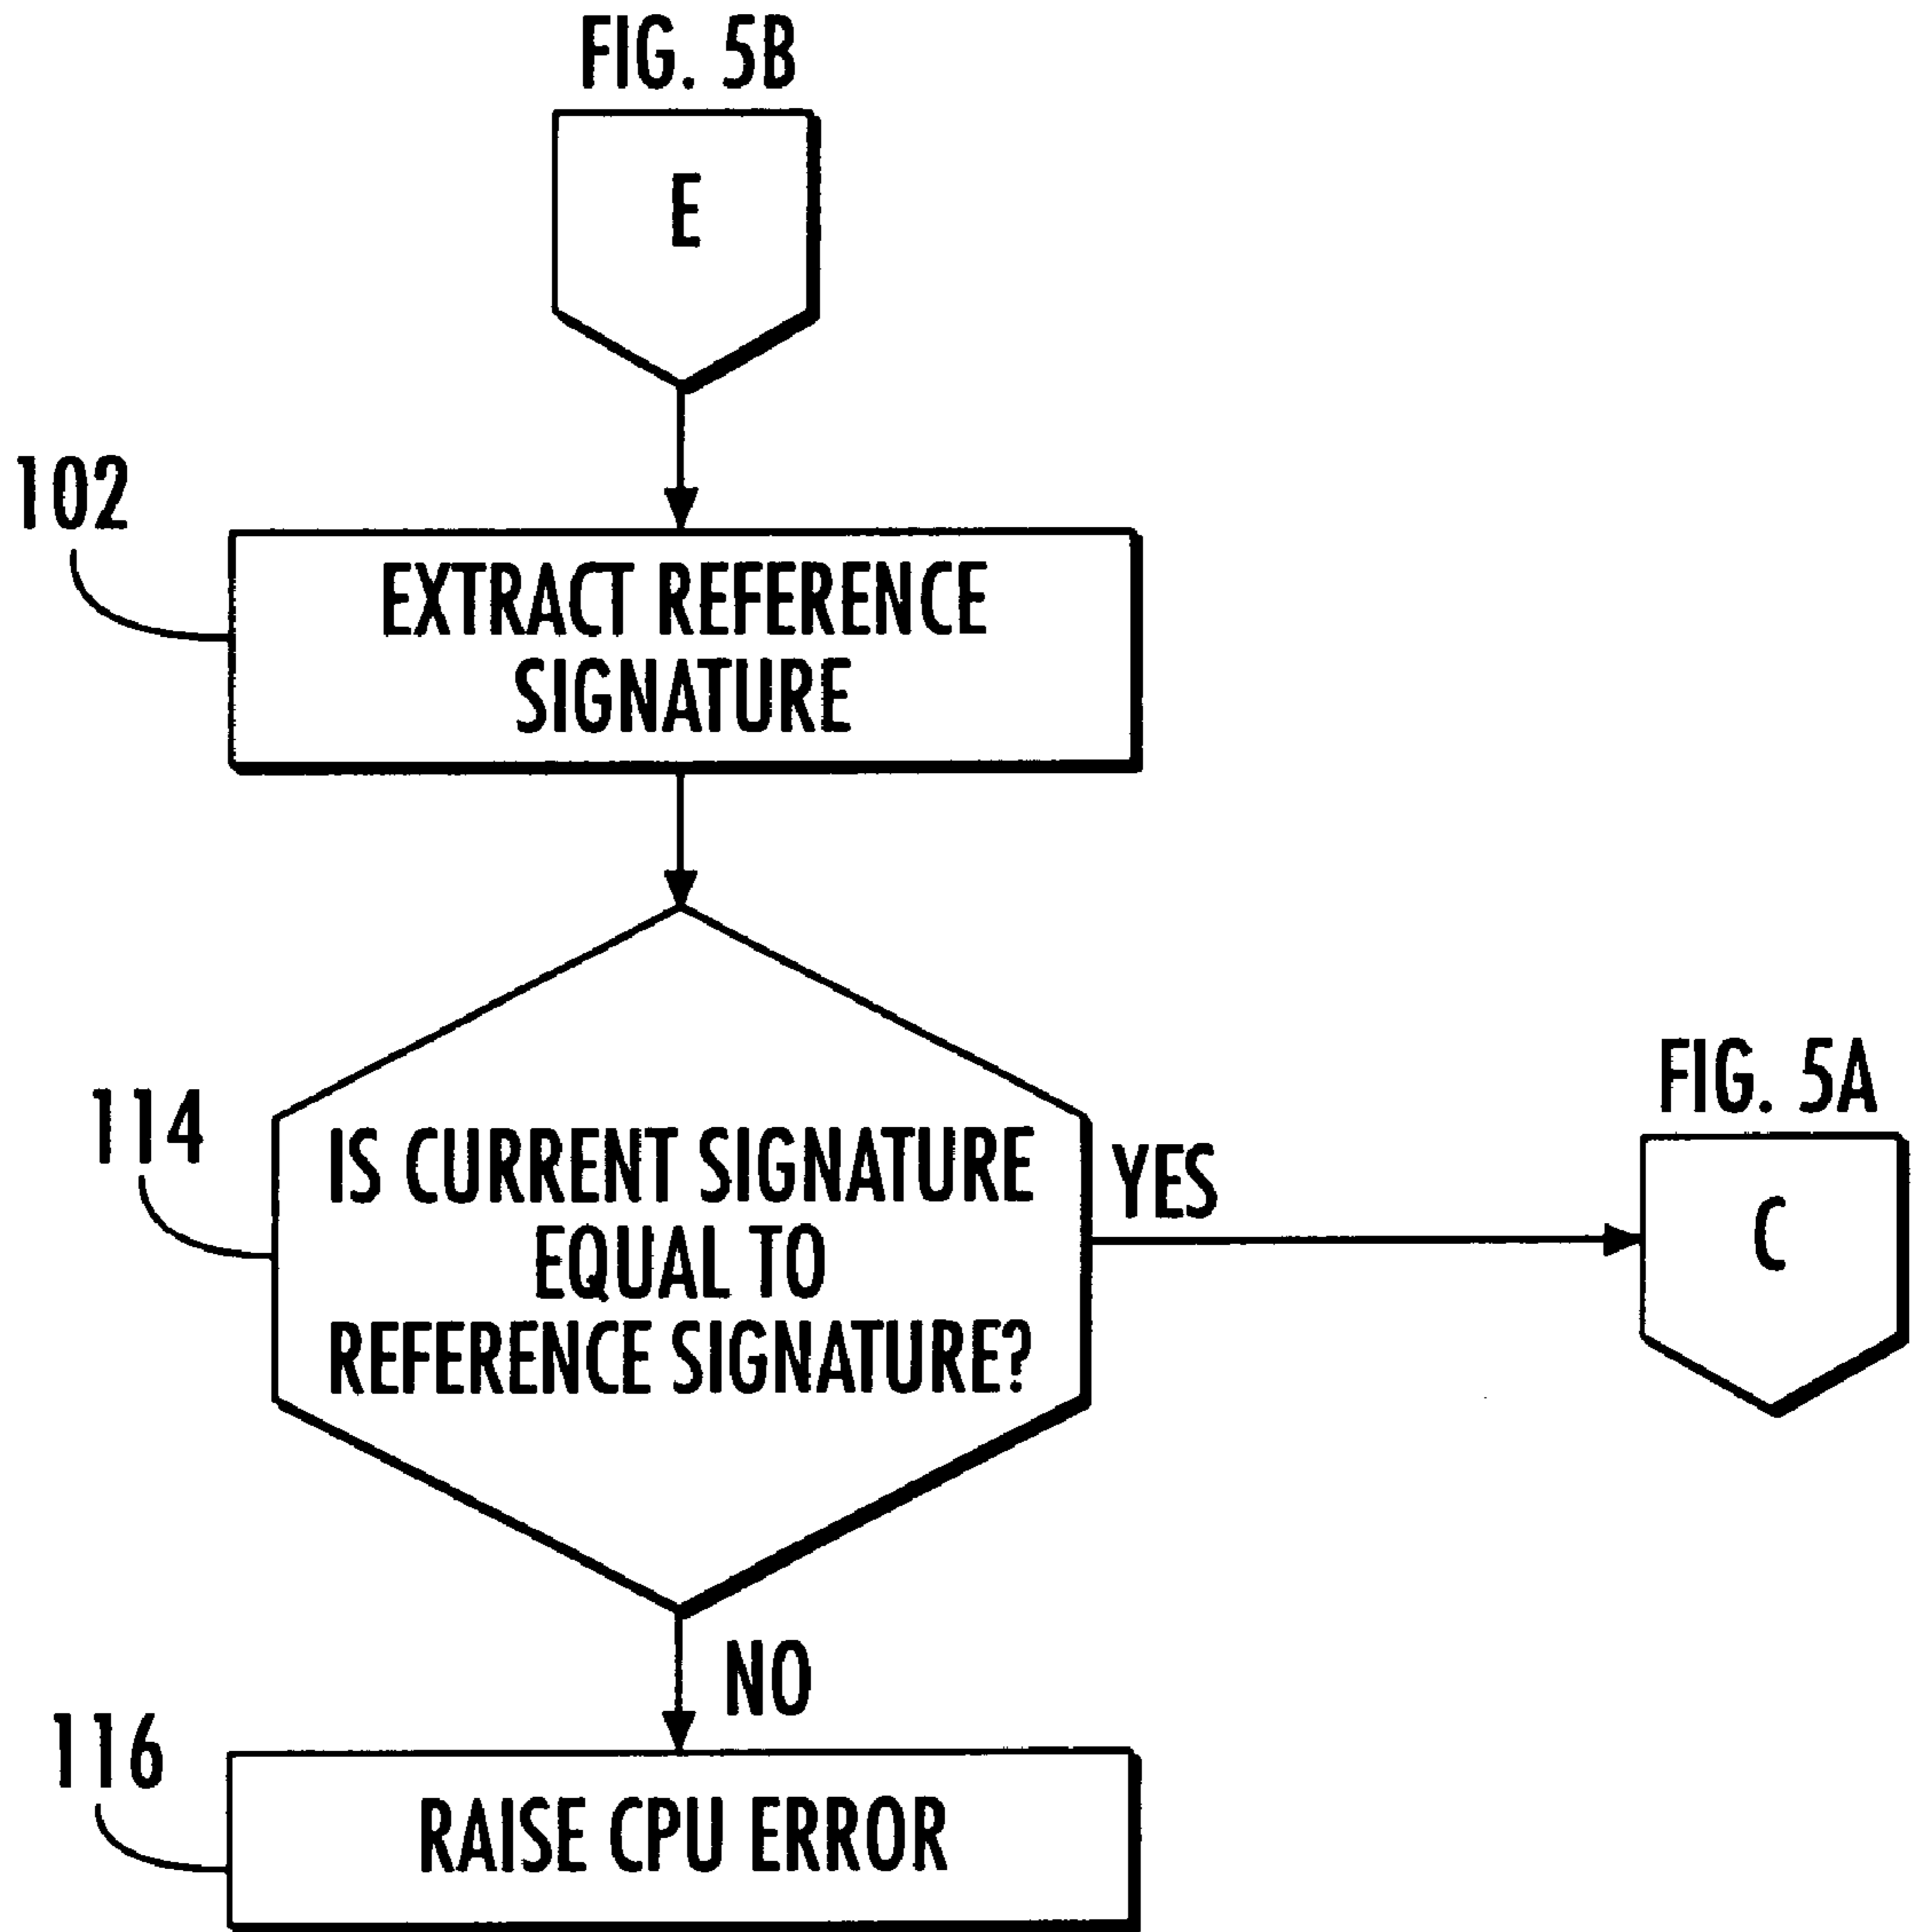 FIG. 5B
E
102
EXTRACT REFERENCE
SIGNATURE
114
IS CURRENT SIGNATURE
EQUAL TO
REFERENCE SIGNATURE?
YES
FIG. 5A
C
NO
116
RAISE CPU ERROR